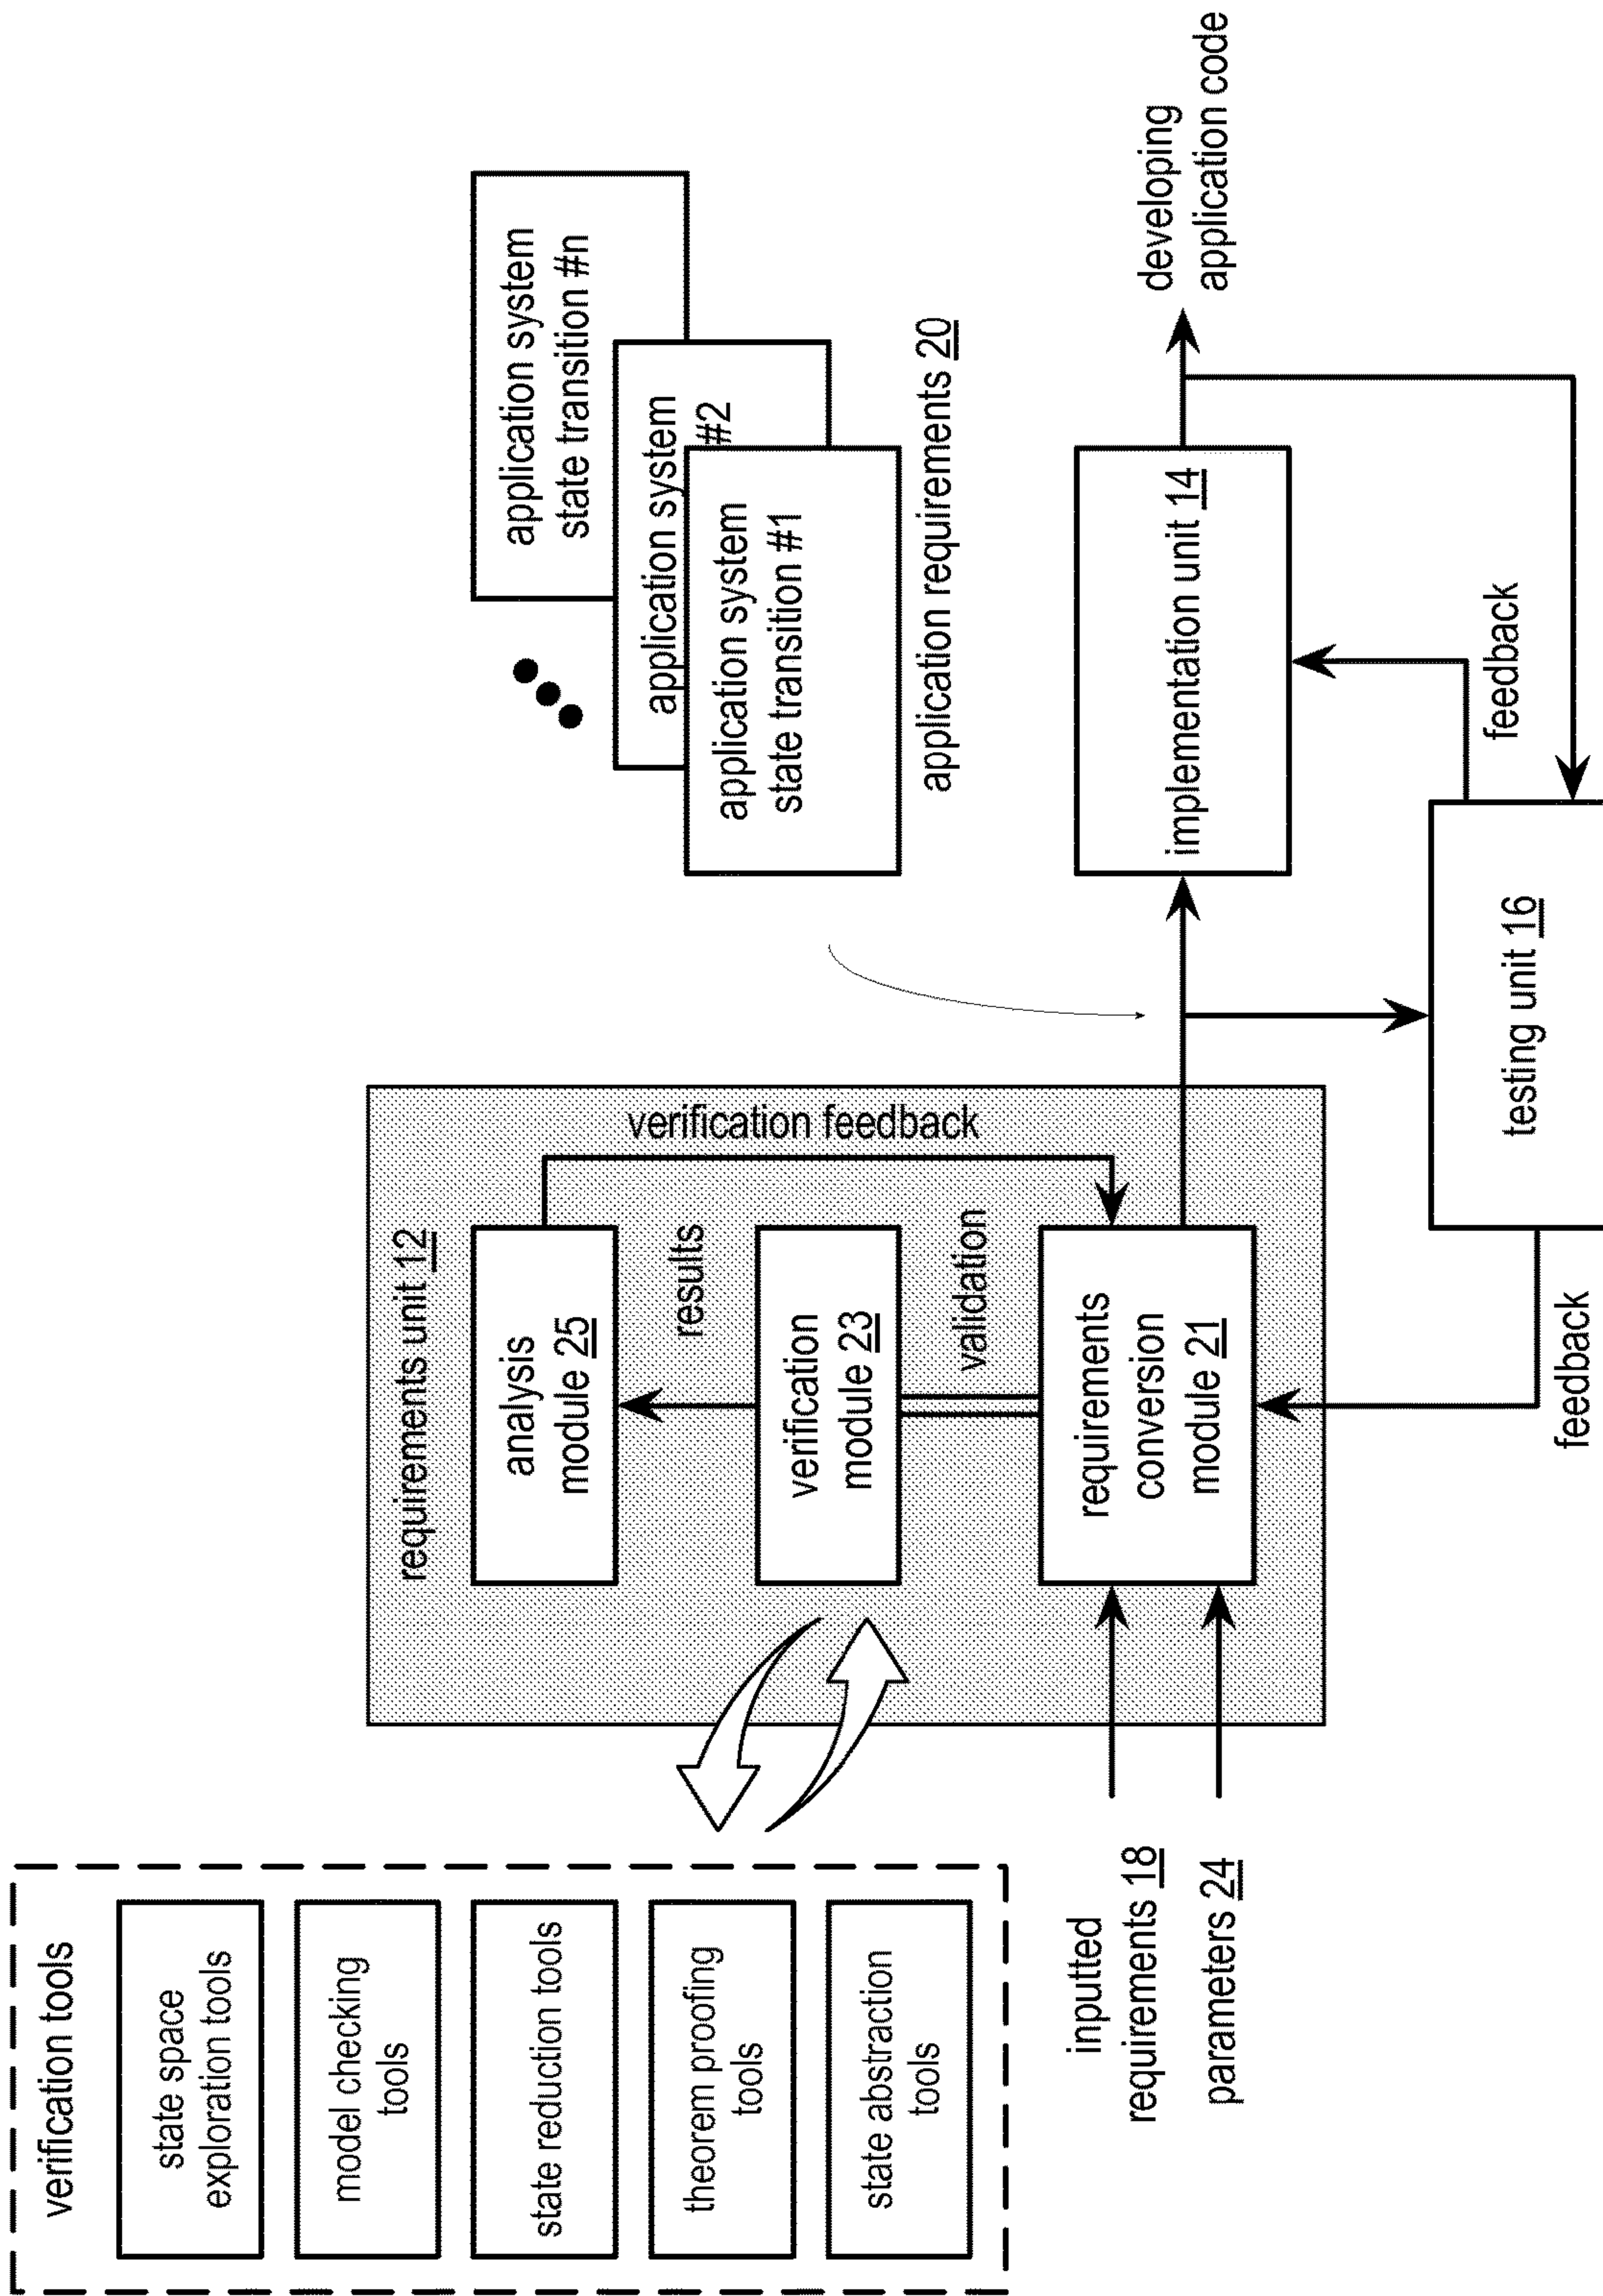 verification tools
state space
exploration tools
model checking
tools
state reduction tools
theorem proofing
tools
state abstraction
tools
inputted
requirements 18
parameters 24
requirements unit 12
analysis
module 25
results
verification
module 23
validation
requirements
conversion
module 21
verification feedback
feedback
application system
state transition #n
application system
#2
application system
state transition #1
application requirements 20
implementation unit 14
developing
application code
testing unit 16
feedback